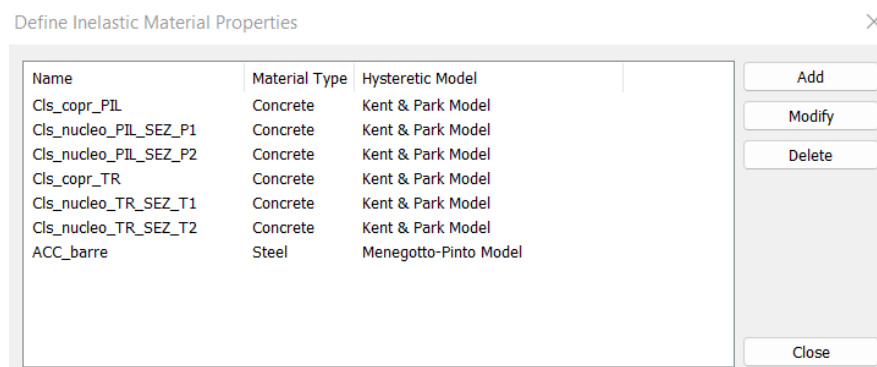 Define Inelastic Material Properties
Name Material Type Hysteretic Model
Cls_copr_PIL Concrete Kent & Park Model
Cls_nucleo_PIL_SEZ_P1 Concrete Kent & Park Model
Cls_nucleo_PIL_SEZ_P2 Concrete Kent & Park Model
Cls_copr_TR Concrete Kent & Park Model
Cls_nucleo_TR_SEZ_T1 Concrete Kent & Park Model
Cls_nucleo_TR_SEZ_T2 Concrete Kent & Park Model
ACC_barre Steel Menegotto-Pinto Model
Add
Modify
Delete
Close